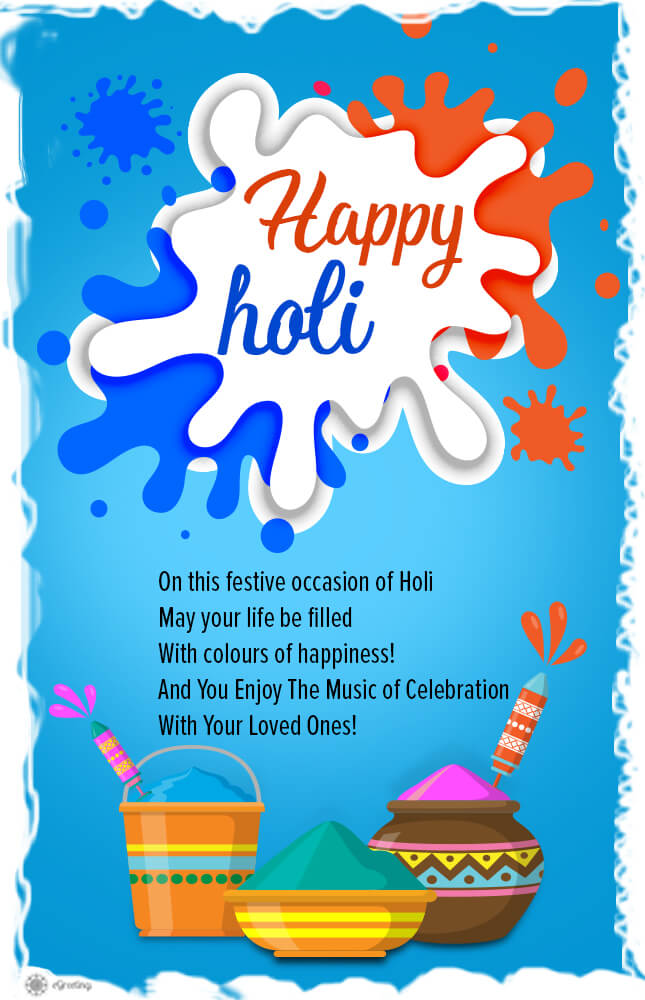 Happy
holi
On this festive occasion of Holi
May your life be filled
With colours of happiness!
And You Enjoy The Music of Celebration
With Your Loved Ones!
eGreeting